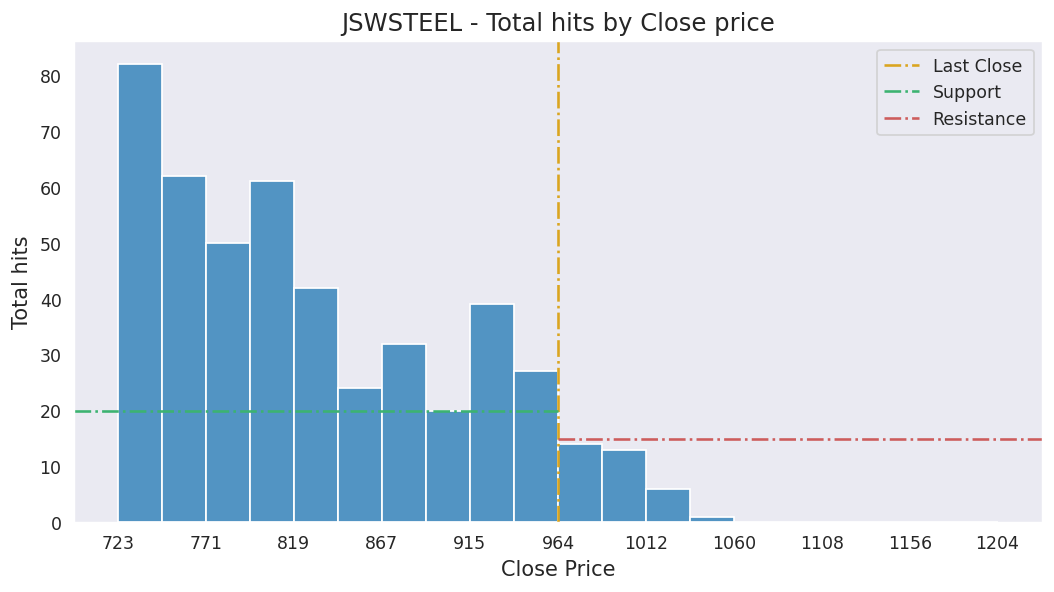 JSWSTEEL - Total hits by Close price
Last Close
Support
Resistance
Total hits
80
70
60
50
40
30
20
10
0
723 771 819 867 915 964 1012 1060 1108 1156 1204
Close Price